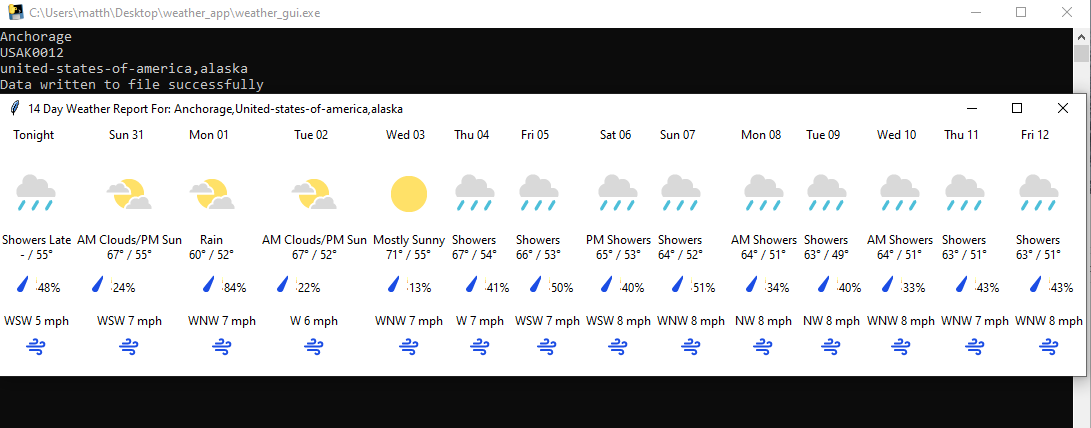 C:\Users\matth\Desktop\weather_app\weather_gui.exe
Anchorage
USAK0012
united-states-of-america,alaska
Data written to file successfully
14 Day Weather Report For: Anchorage,United-states-of-america,alaska
Tonight Sun 31 Mon 01 Tue 02 Wed 03 Thu 04 Fri 05 Sat 06 Sun 07 Mon 08 Tue 09 Wed 10 Thu 11 Fri 12
Showers Late AM Clouds/PM Sun Rain AM Clouds/PM Sun Mostly Sunny Showers Showers PM Showers Showers AM Showers Showers AM Showers Showers Showers
- / 55° 67° / 55° 60° / 52° 67° / 52° 71° / 55° 67° / 54° 66° / 53° 65° / 53° 64° / 52° 64° / 51° 63° / 49° 64° / 51° 63° / 51° 63° / 51°
48% 24% 84% 22% 13% 41% 50% 40% 51% 34% 40% 33% 43% 43%
WSW 5 mph WSW 7 mph WNW 7 mph W 6 mph WNW 7 mph W 7 mph WSW 7 mph WSW 8 mph WNW 8 mph NW 8 mph NW 8 mph WNW 8 mph WNW 7 mph WNW 8 mph